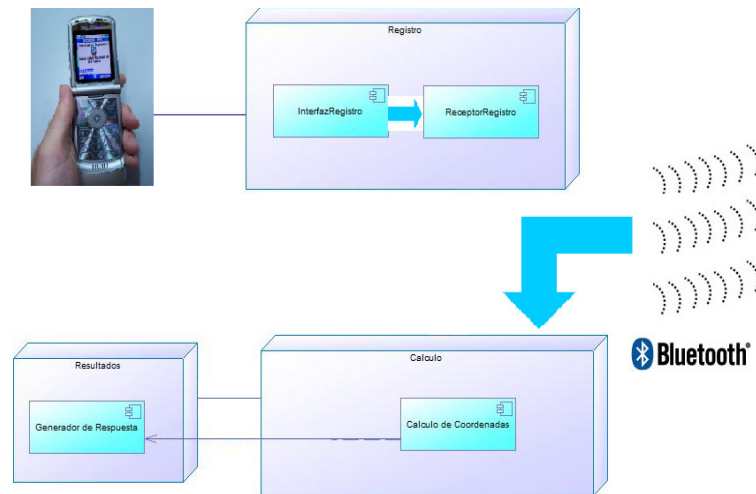 Registro
InterfazRegistro
ReceptorRegistro
Bluetooth®
Resultados
Calculo
Generador de Respuesta
Calculo de Coordenadas